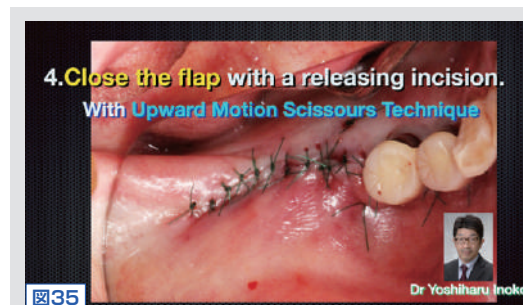 4.Close the flap with a releasing incision.
With Upward Motion Scissours Technique
Dr Yoshiharu Inoke
図35